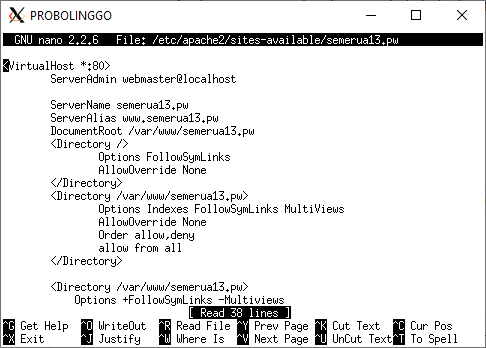 PROBOLINGGO
GNU nano 2.2.6 File: /etc/apache2/sites-available/semerua13.pw
<VirtualHost *:80>
ServerAdmin webmaster@localhost
ServerName semerua13.pw
ServerAlias www.semerua13.pw
DocumentRoot /var/www/semerua13.pw
<Directory />
Options FollowSymLinks
AllowOverride None
</Directory>
<Directory /var/www/semerua13.pw>
Options Indexes FollowSymLinks MultiViews
AllowOverride None
Order allow,deny
allow from all
</Directory>
<Directory /var/www/semerua13.pw>
Options +FollowSymLinks -Multiviews
[ Read 38 lines ]
^G Get Help ^O WriteOut ^R Read File ^Y Prev Page ^K Cut Text ^C Cur Pos
^X Exit ^J Justify ^W Where Is ^V Next Page ^U UnCut Text ^T To Spell